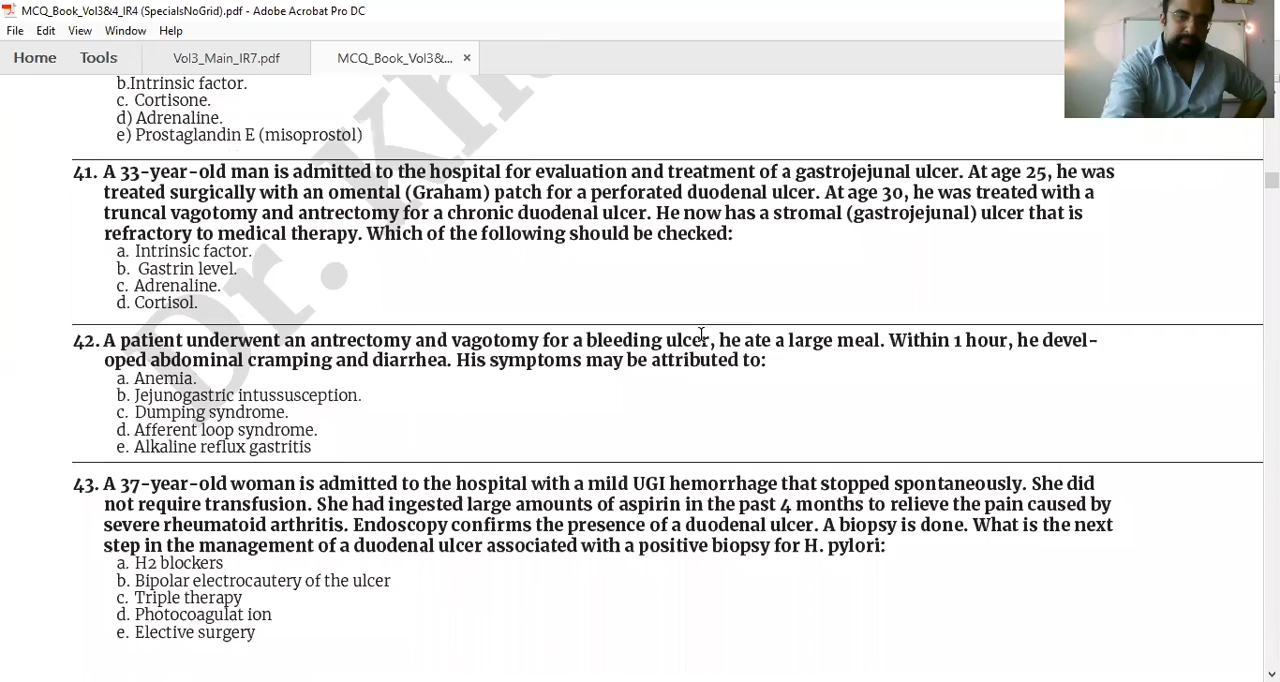 MCQ_Book_Vol3&4_IR4 (SpecialsNoGrid).pdf - Adobe Acrobat Pro DC
File Edit View Window Help
Home Tools Vol3_Main_IR7.pdf MCQ_Book_Vol3&... ×
b.Intrinsic factor.
c. Cortisone.
d) Adrenaline.
e) Prostaglandin E (misoprostol)
41. A 33-year-old man is admitted to the hospital for evaluation and treatment of a gastrojejunal ulcer. At age 25, he was
treated surgically with an omental (Graham) patch for a perforated duodenal ulcer. At age 30, he was treated with a
truncal vagotomy and antrectomy for a chronic duodenal ulcer. He now has a stromal (gastrojejunal) ulcer that is
refractory to medical therapy. Which of the following should be checked:
a. Intrinsic factor.
b. Gastrin level.
c. Adrenaline.
d. Cortisol.
42. A patient underwent an antrectomy and vagotomy for a bleeding ulcer, he ate a large meal. Within 1 hour, he devel-
oped abdominal cramping and diarrhea. His symptoms may be attributed to:
a. Anemia.
b. Jejunogastric intussusception.
c. Dumping syndrome.
d. Afferent loop syndrome.
e. Alkaline reflux gastritis
43. A 37-year-old woman is admitted to the hospital with a mild UGI hemorrhage that stopped spontaneously. She did
not require transfusion. She had ingested large amounts of aspirin in the past 4 months to relieve the pain caused by
severe rheumatoid arthritis. Endoscopy confirms the presence of a duodenal ulcer. A biopsy is done. What is the next
step in the management of a duodenal ulcer associated with a positive biopsy for H. pylori:
a. H2 blockers
b. Bipolar electrocautery of the ulcer
c. Triple therapy
d. Photocoagulat ion
e. Elective surgery
Dr.